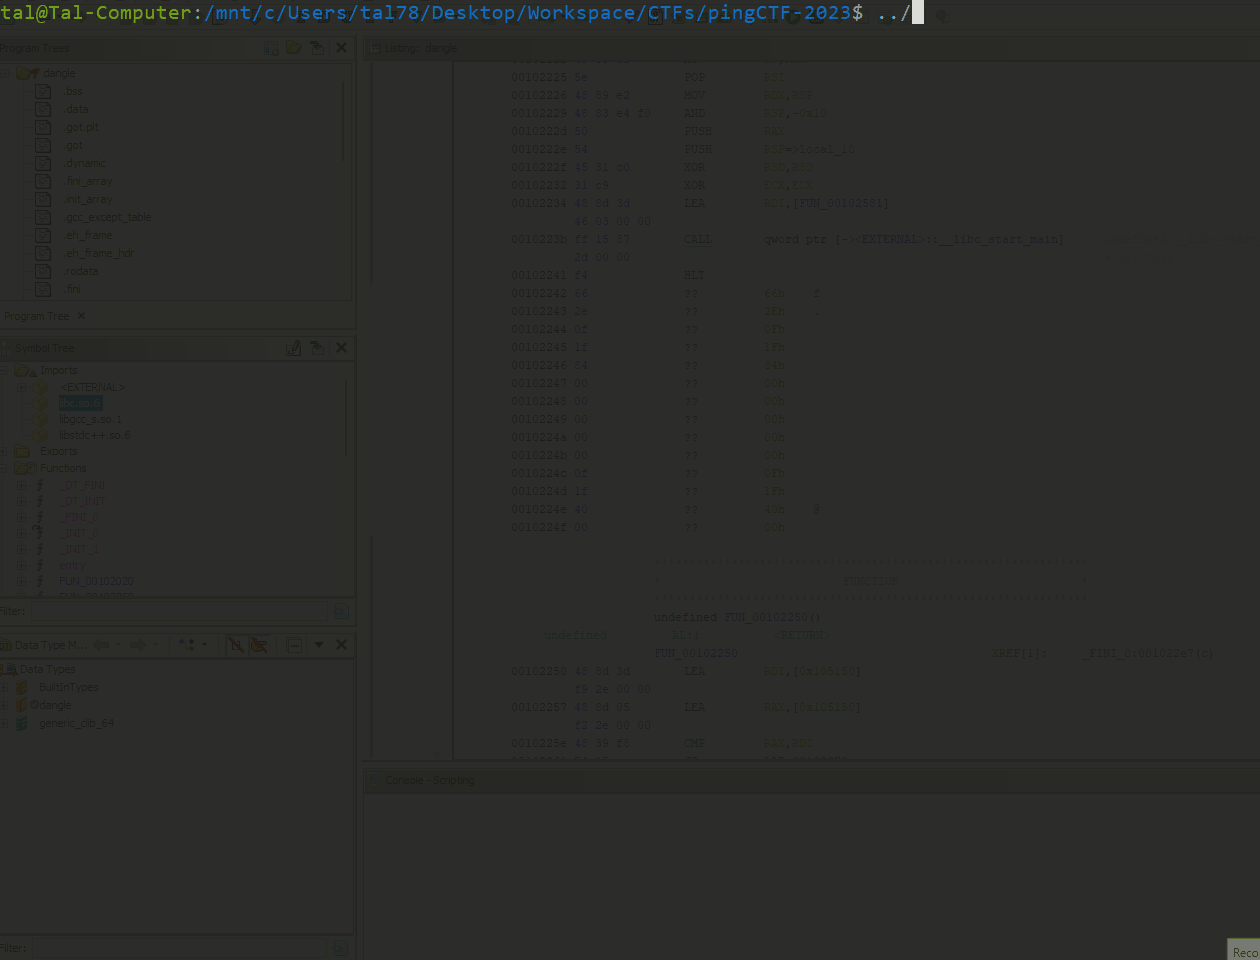 tal@Tal-Computer:/mnt/c/Users/tal78/Desktop/Workspace/CTFs/pingCTF-2023$ ../
Program Trees
dangle
.bss
.data
.got.plt
.got
.dynamic
.fini_array
.init_array
.gcc_except_table
.eh_frame
.eh_frame_hdr
.rodata
.fini
Program Tree
Symbol Tree
Imports
<EXTERNAL>
libc.so.6
libgcc_s.so.1
libstdc++.so.6
Exports
Functions
_DT_FINI
_DT_INIT
_FINI_0
_INIT_0
_INIT_1
entry
FUN_00102020
Filter:
Data Type M...
Data Types
BuiltInTypes
dangle
generic_clib_64
Filter:
Listing: dangle
00102225 5e POP RSI
00102226 48 89 e2 MOV RDX,RSP
00102229 48 83 e4 f0 AND RSP,-0x10
0010222d 50 PUSH RAX
0010222e 54 PUSH RSP=>local_10
0010222f 45 31 c0 XOR R8D,R8D
00102232 31 c9 XOR ECX,ECX
00102234 48 8d 3d LEA RDI,[FUN_00102581]
46 03 00 00
0010223b ff 15 87 CALL qword ptr [-><EXTERNAL>::__libc_start_main]
2d 00 00
00102241 f4 HLT
00102242 66 ?? 66h f
00102243 2e ?? 2Eh .
00102244 0f ?? 0Fh
00102245 1f ?? 1Fh
00102246 84 ?? 84h
00102247 00 ?? 00h
00102248 00 ?? 00h
00102249 00 ?? 00h
0010224a 00 ?? 00h
0010224b 00 ?? 00h
0010224c 0f ?? 0Fh
0010224d 1f ?? 1Fh
0010224e 40 ?? 40h @
0010224f 00 ?? 00h
FUNCTION
undefined FUN_00102250()
undefined AL:1 <RETURN>
FUN_00102250 XREF[1]: _FINI_0:001022e7(c)
00102250 48 8d 3d LEA RDI,[0x105150]
f9 2e 00 00
00102257 48 8d 05 LEA RAX,[0x105150]
f2 2e 00 00
0010225e 48 39 f8 CMP RAX,RDI
Console - Scripting
Reco